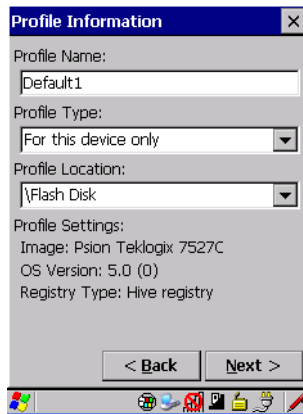 Profile Information
Profile Name:
Default1
Profile Type:
For this device only
Profile Location:
\Flash Disk
Profile Settings:
Image: Psion Teklogix 7527C
OS Version: 5.0 (0)
Registry Type: Hive registry
< Back Next >